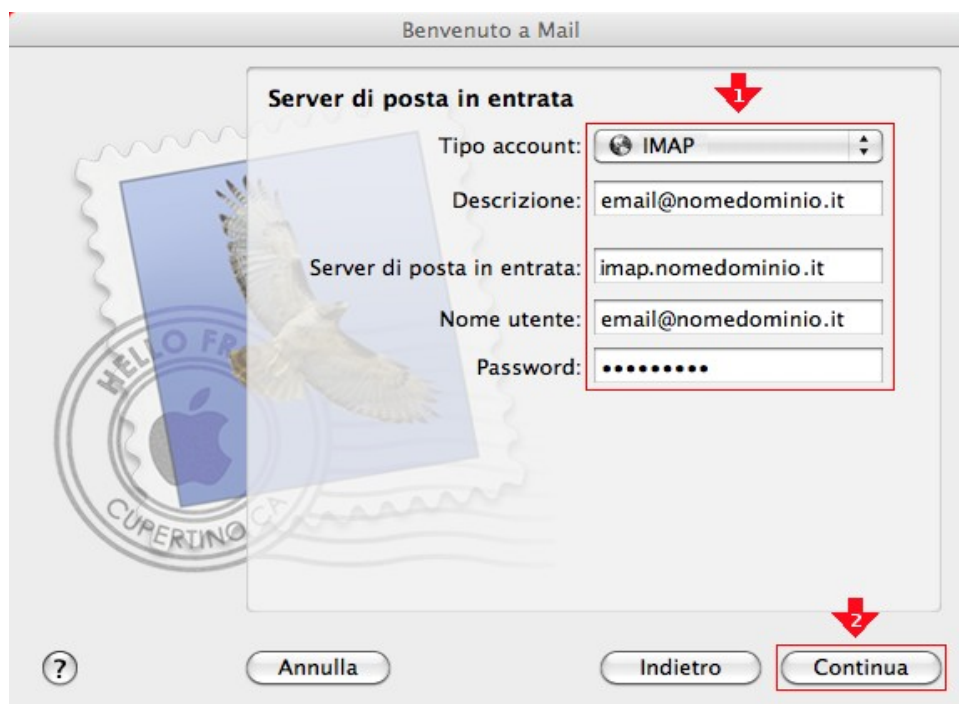 Benvenuto a Mail
Server di posta in entrata
1
Tipo account: IMAP
Descrizione: email@nomedominio.it
Server di posta in entrata: imap.nomedominio.it
Nome utente: email@nomedominio.it
Password: •••••••••
HELLO FR
CUPERTINO CA
2
? Annulla Indietro Continua